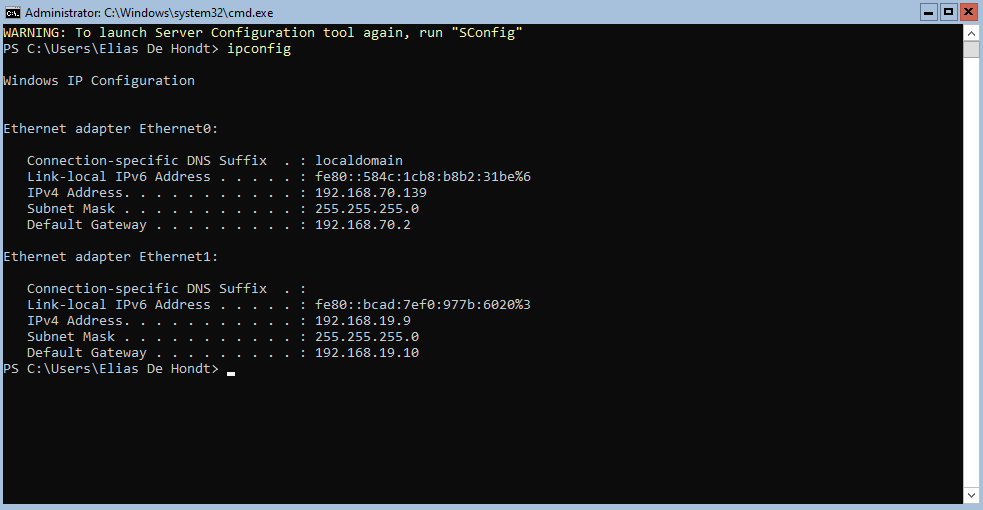 Administrator: C:\Windows\system32\cmd.exe
WARNING: To launch Server Configuration tool again, run "SConfig"
PS C:\Users\Elias De Hondt> ipconfig
Windows IP Configuration
Ethernet adapter Ethernet0:
   Connection-specific DNS Suffix  . : localdomain
   Link-local IPv6 Address . . . . . : fe80::584c:1cb8:b8b2:31be%6
   IPv4 Address. . . . . . . . . . . : 192.168.70.139
   Subnet Mask . . . . . . . . . . . : 255.255.255.0
   Default Gateway . . . . . . . . . : 192.168.70.2
Ethernet adapter Ethernet1:
   Connection-specific DNS Suffix  . :
   Link-local IPv6 Address . . . . . : fe80::bcad:7ef0:977b:6020%3
   IPv4 Address. . . . . . . . . . . : 192.168.19.9
   Subnet Mask . . . . . . . . . . . : 255.255.255.0
   Default Gateway . . . . . . . . . : 192.168.19.10
PS C:\Users\Elias De Hondt>